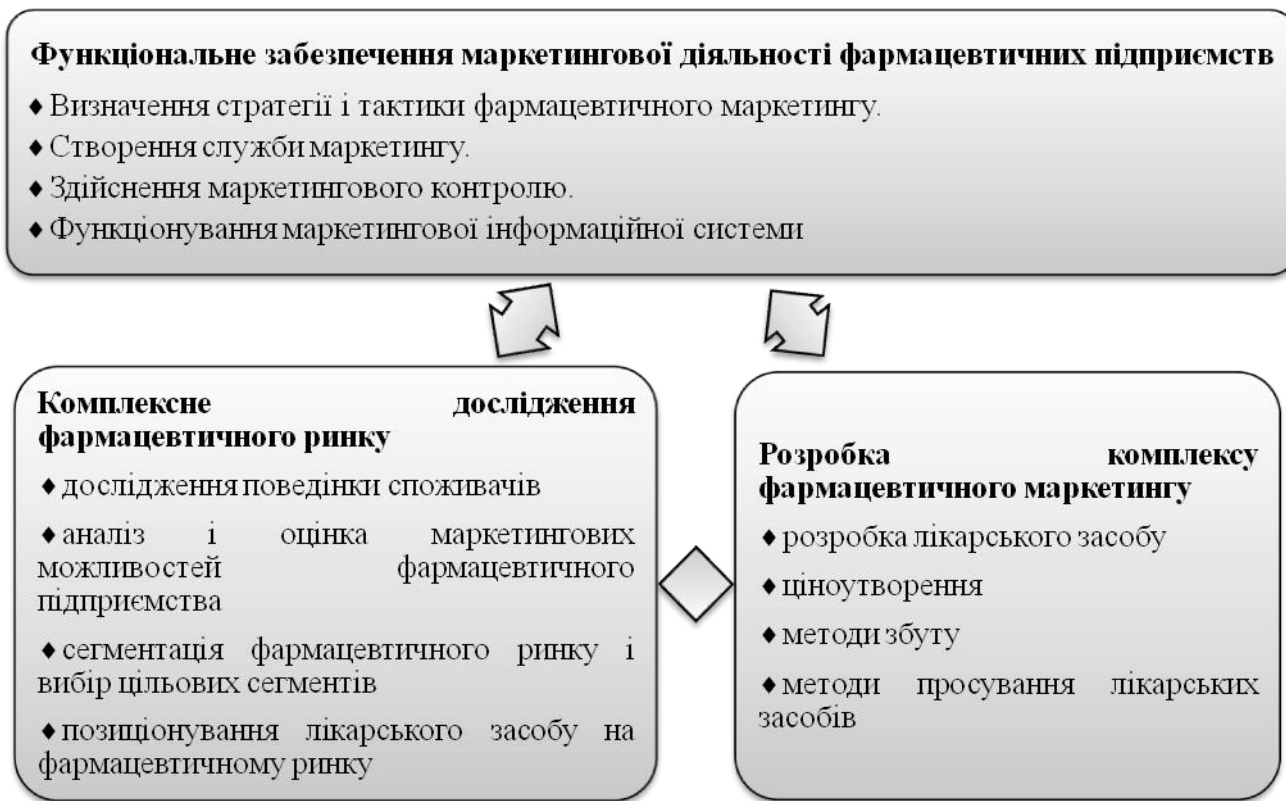 Функціональне забезпечення маркетингової діяльності фармацевтичних підприємств
♦ Визначення стратегії і тактики фармацевтичного маркетингу.
♦ Створення служби маркетингу.
♦ Здійснення маркетингового контролю.
♦ Функціонування маркетингової інформаційної системи
Комплексне дослідження
фармацевтичного ринку
♦ дослідження поведінки споживачів
♦ аналіз і оцінка маркетингових
можливостей фармацевтичного
підприємства
♦ сегментація фармацевтичного ринку і
вибір цільових сегментів
♦ позиціонування лікарського засобу на
фармацевтичному ринку
Розробка комплексу
фармацевтичного маркетингу
♦ розробка лікарського засобу
♦ ціноутворення
♦ методи збуту
♦ методи просування лікарських
засобів